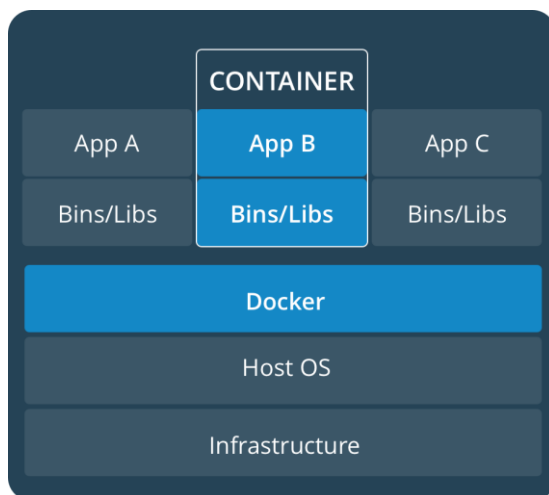 CONTAINER
App A App B App C
Bins/Libs Bins/Libs Bins/Libs
Docker
Host OS
Infrastructure